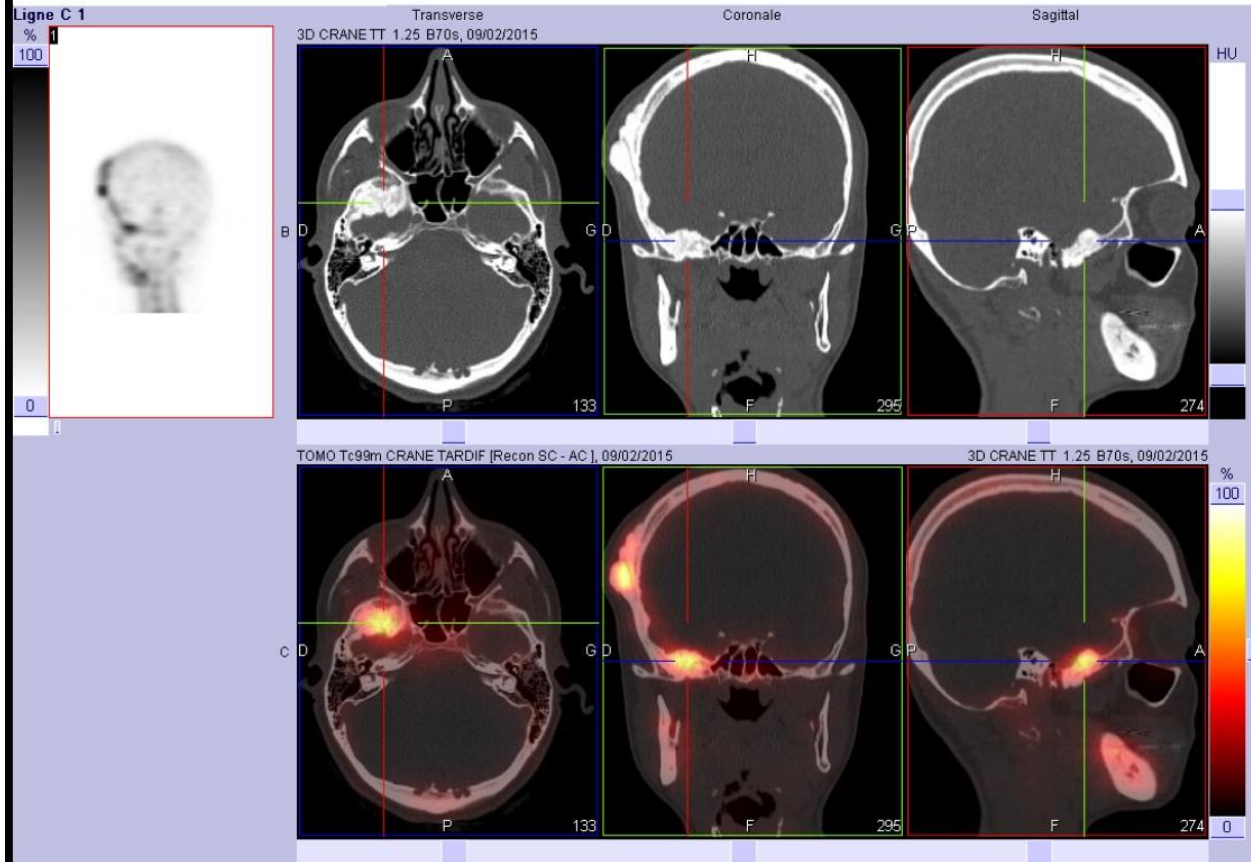 Ligne C 1
Transverse
Coronale
Sagittal
%
1
3D CRANE TT 1.25 B70s, 09/02/2015
100
HU
A
H
H
B
D
G
D
G
P
A
0
P
133
F
295
F
274
TOMO Tc99m CRANE TARDIF [Recon SC - AC ], 09/02/2015
3D CRANE TT 1.25 B70s, 09/02/2015
%
100
A
H
H
C
D
G
D
G
P
A
P
133
F
295
F
274
0